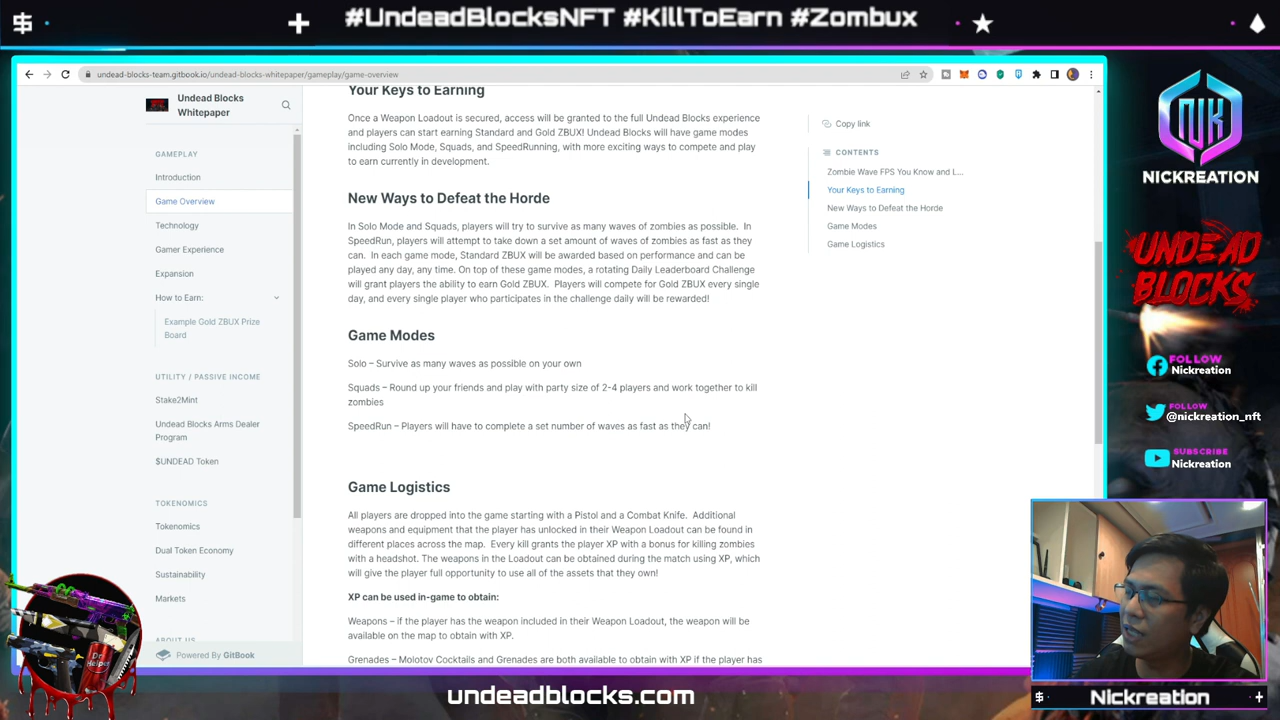 #UndeadBlocksNFT #KillToEarn #Zombux
undead-blocks-team.gitbook.io/undead-blocks-whitepaper/gameplay/game-overview
Undead Blocks
Whitepaper
GAMEPLAY
Introduction
Game Overview
Technology
Gamer Experience
Expansion
How to Earn:
Example Gold ZBUX Prize
Board
UTILITY / PASSIVE INCOME
Stake2Mint
Undead Blocks Arms Dealer
Program
$UNDEAD Token
TOKENOMICS
Tokenomics
Dual Token Economy
Sustainability
Markets
ABOUT US
Powered By GitBook
Your Keys to Earning
Once a Weapon Loadout is secured, access will be granted to the full Undead Blocks experience
and players can start earning Standard and Gold ZBUX! Undead Blocks will have game modes
including Solo Mode, Squads, and SpeedRunning, with more exciting ways to compete and play
to earn currently in development.
New Ways to Defeat the Horde
In Solo Mode and Squads, players will try to survive as many waves of zombies as possible. In
SpeedRun, players will attempt to take down a set amount of waves of zombies as fast as they
can. In each game mode, Standard ZBUX will be awarded based on performance and can be
played any day, any time. On top of these game modes, a rotating Daily Leaderboard Challenge
will grant players the ability to earn Gold ZBUX. Players will compete for Gold ZBUX every single
day, and every single player who participates in the challenge daily will be rewarded!
Game Modes
Solo – Survive as many waves as possible on your own
Squads – Round up your friends and play with party size of 2-4 players and work together to kill
zombies
SpeedRun – Players will have to complete a set number of waves as fast as they can!
Game Logistics
All players are dropped into the game starting with a Pistol and a Combat Knife. Additional
weapons and equipment that the player has unlocked in their Weapon Loadout can be found in
different places across the map. Every kill grants the player XP with a bonus for killing zombies
with a headshot. The weapons in the Loadout can be obtained during the match using XP, which
will give the player full opportunity to use all of the assets that they own!
XP can be used in-game to obtain:
Weapons – if the player has the weapon included in their Weapon Loadout, the weapon will be
available on the map to obtain with XP.
Grenades – Molotov Cocktails and Grenades are both available to obtain with XP if the player has
Copy link
CONTENTS
Zombie Wave FPS You Know and L...
Your Keys to Earning
New Ways to Defeat the Horde
Game Modes
Game Logistics
NK
NICKREATION
UNDEAD
BLOCKS
FOLLOW
Nickreation
FOLLOW
@nickreation_nft
SUBSCRIBE
Nickreation
Dr.
Helper
undeadblocks.com
Nickreation